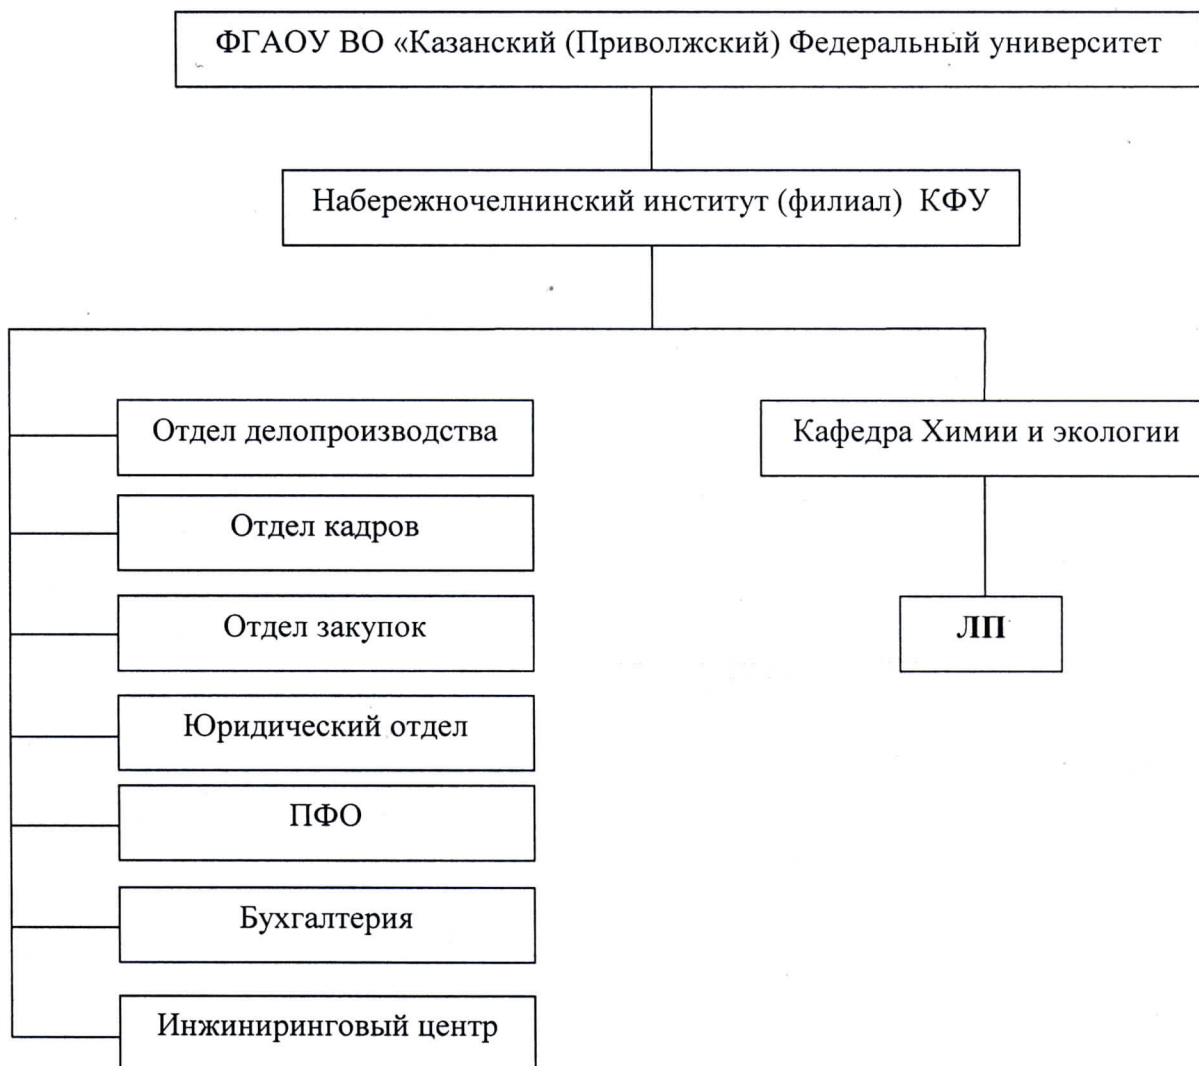 ФГАОУ ВО «Казанский (Приволжский) Федеральный университет
Набережночелнинский институт (филиал) КФУ
Отдел делопроизводства
Кафедра Химии и экологии
Отдел кадров
Отдел закупок
ЛП
Юридический отдел
ПФО
Бухгалтерия
Инжиниринговый центр